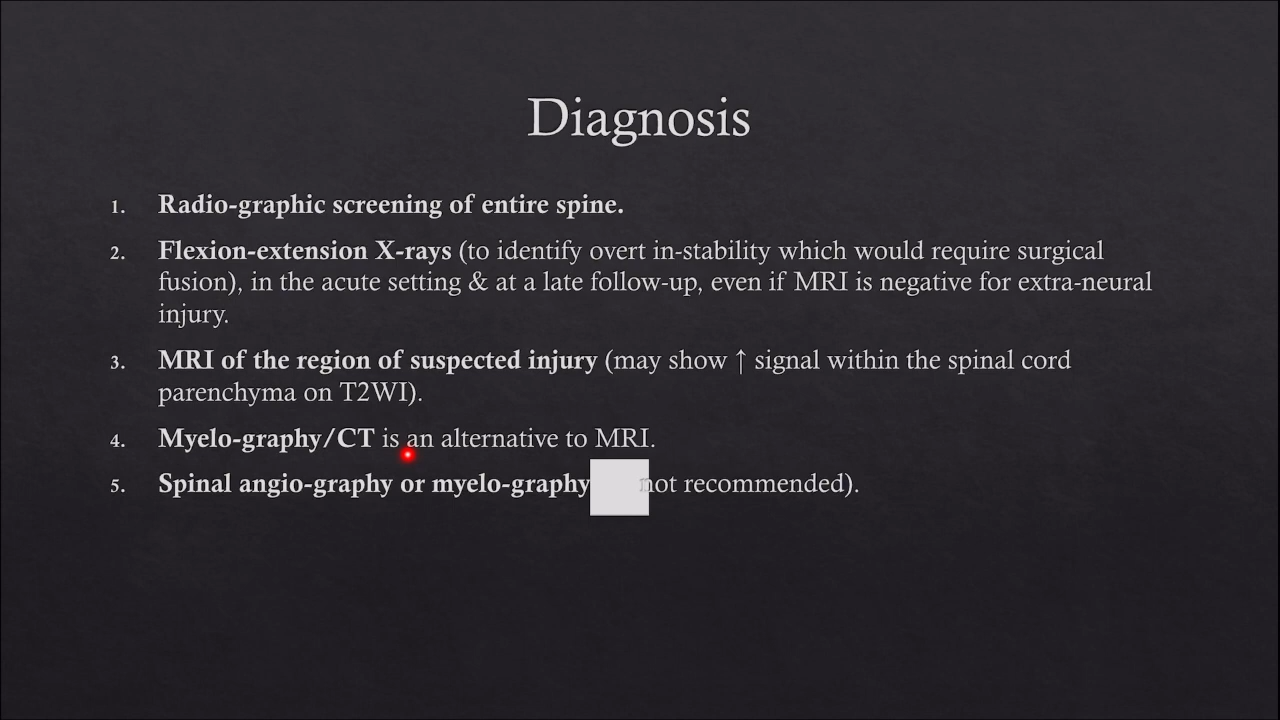 Diagnosis
1. Radio-graphic screening of entire spine.
2. Flexion-extension X-rays (to identify overt in-stability which would require surgical
fusion), in the acute setting & at a late follow-up, even if MRI is negative for extra-neural
injury.
3. MRI of the region of suspected injury (may show ↑ signal within the spinal cord
parenchyma on T2WI).
4. Myelo-graphy/CT is an alternative to MRI.
5. Spinal angio-graphy or myelo-graphy not recommended).